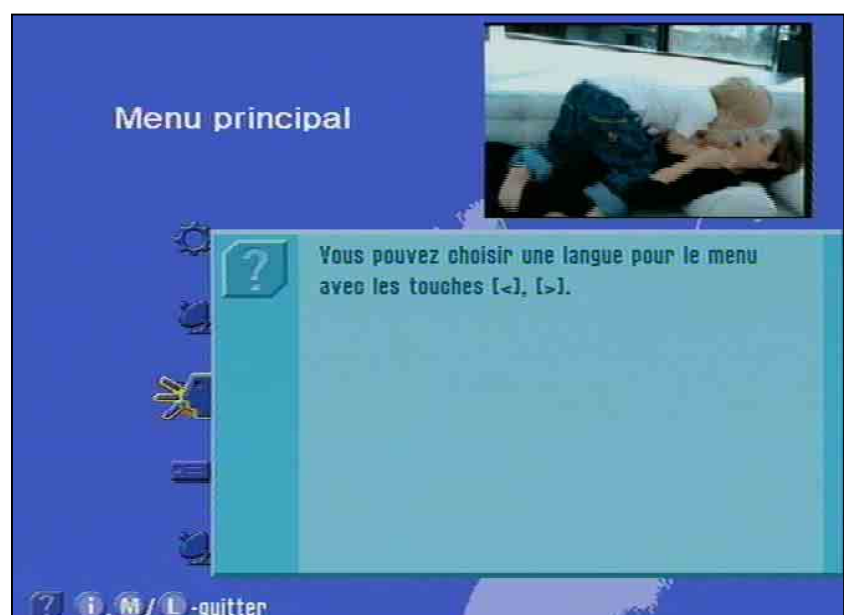 Menu principal
?
Vous pouvez choisir une langue pour le menu
avec les touches [<], [>].
? i, M / L -quitter